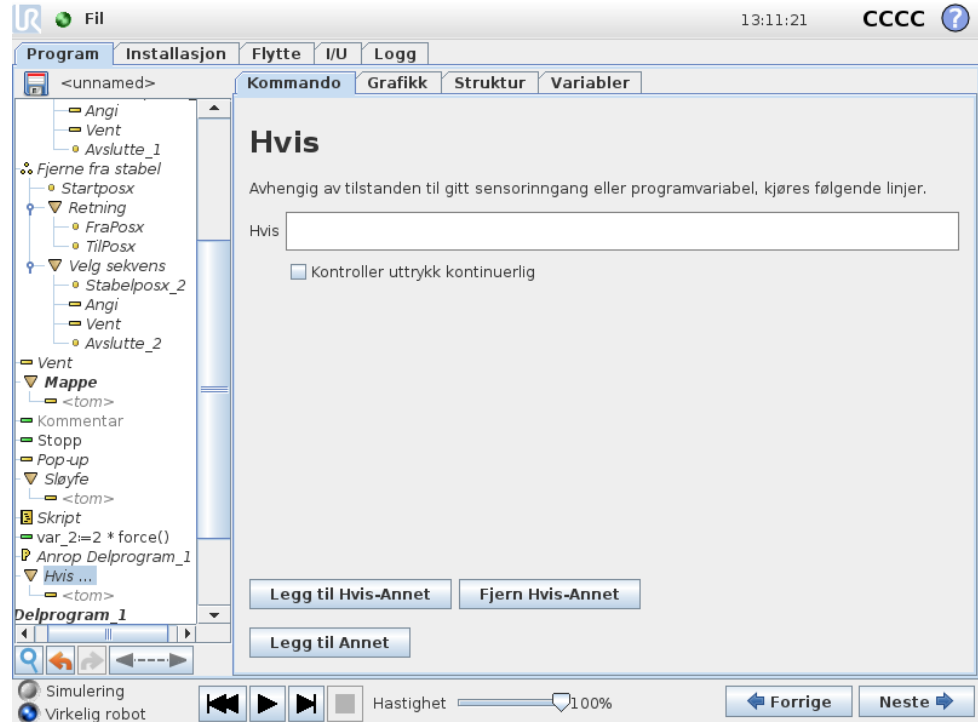 UR Fil 13:11:21 CCCC ?
Program Installasjon Flytte I/U Logg
<unnamed>
Kommando Grafikk Struktur Variabler
Angi
Vent
Avslutte_1
Fjerne fra stabel
Startposx
Retning
FraPosx
TilPosx
Velg sekvens
Stabelposx_2
Angi
Vent
Avslutte_2
Vent
Mappe
<tom>
Kommentar
Stopp
Pop-up
Sløyfe
<tom>
Skript
var_2:=2 * force()
Anrop Delprogram_1
Hvis ...
<tom>
Delprogram_1
Hvis
Avhengig av tilstanden til gitt sensorinngang eller programvariabel, kjøres følgende linjer.
Hvis
Kontroller uttrykk kontinuerlig
Legg til Hvis-Annet Fjern Hvis-Annet
Legg til Annet
Simulering
Virkelig robot
Hastighet 100%
Forrige Neste